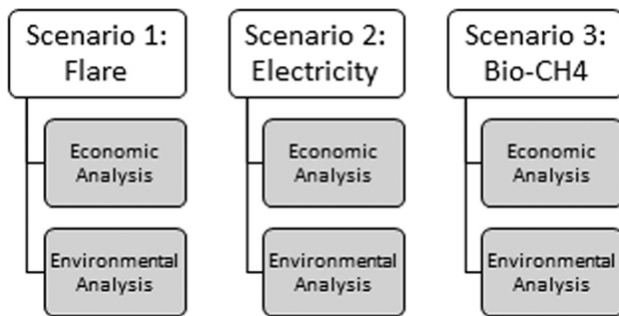 Scenario 1:
Flare
Economic
Analysis
Environmental
Analysis
Scenario 2:
Electricity
Economic
Analysis
Environmental
Analysis
Scenario 3:
Bio-CH4
Economic
Analysis
Environmental
Analysis